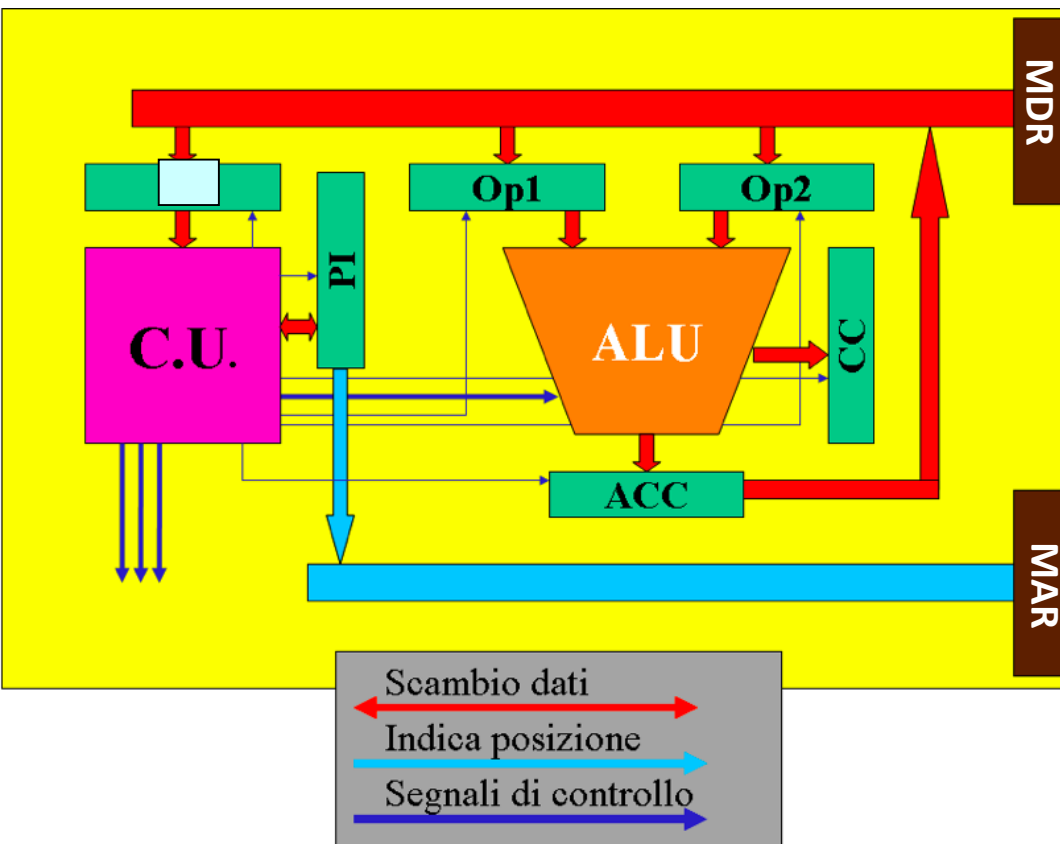 MDR
Op1
Op2
PI
C.U.
ALU
CC
ACC
MAR
Scambio dati
Indica posizione
Segnali di controllo